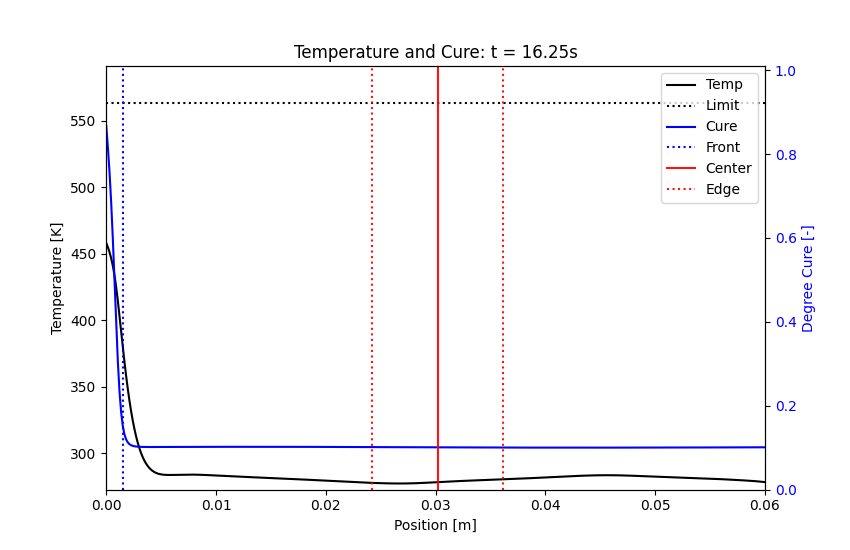 Temperature and Cure: t = 16.25s
Temp
Limit
Cure
Front
Center
Edge
Temperature [K]
550
500
450
400
350
300
Degree Cure [-]
1.0
0.8
0.6
0.4
0.2
0.0
0.00 0.01 0.02 0.03 0.04 0.05 0.06
Position [m]